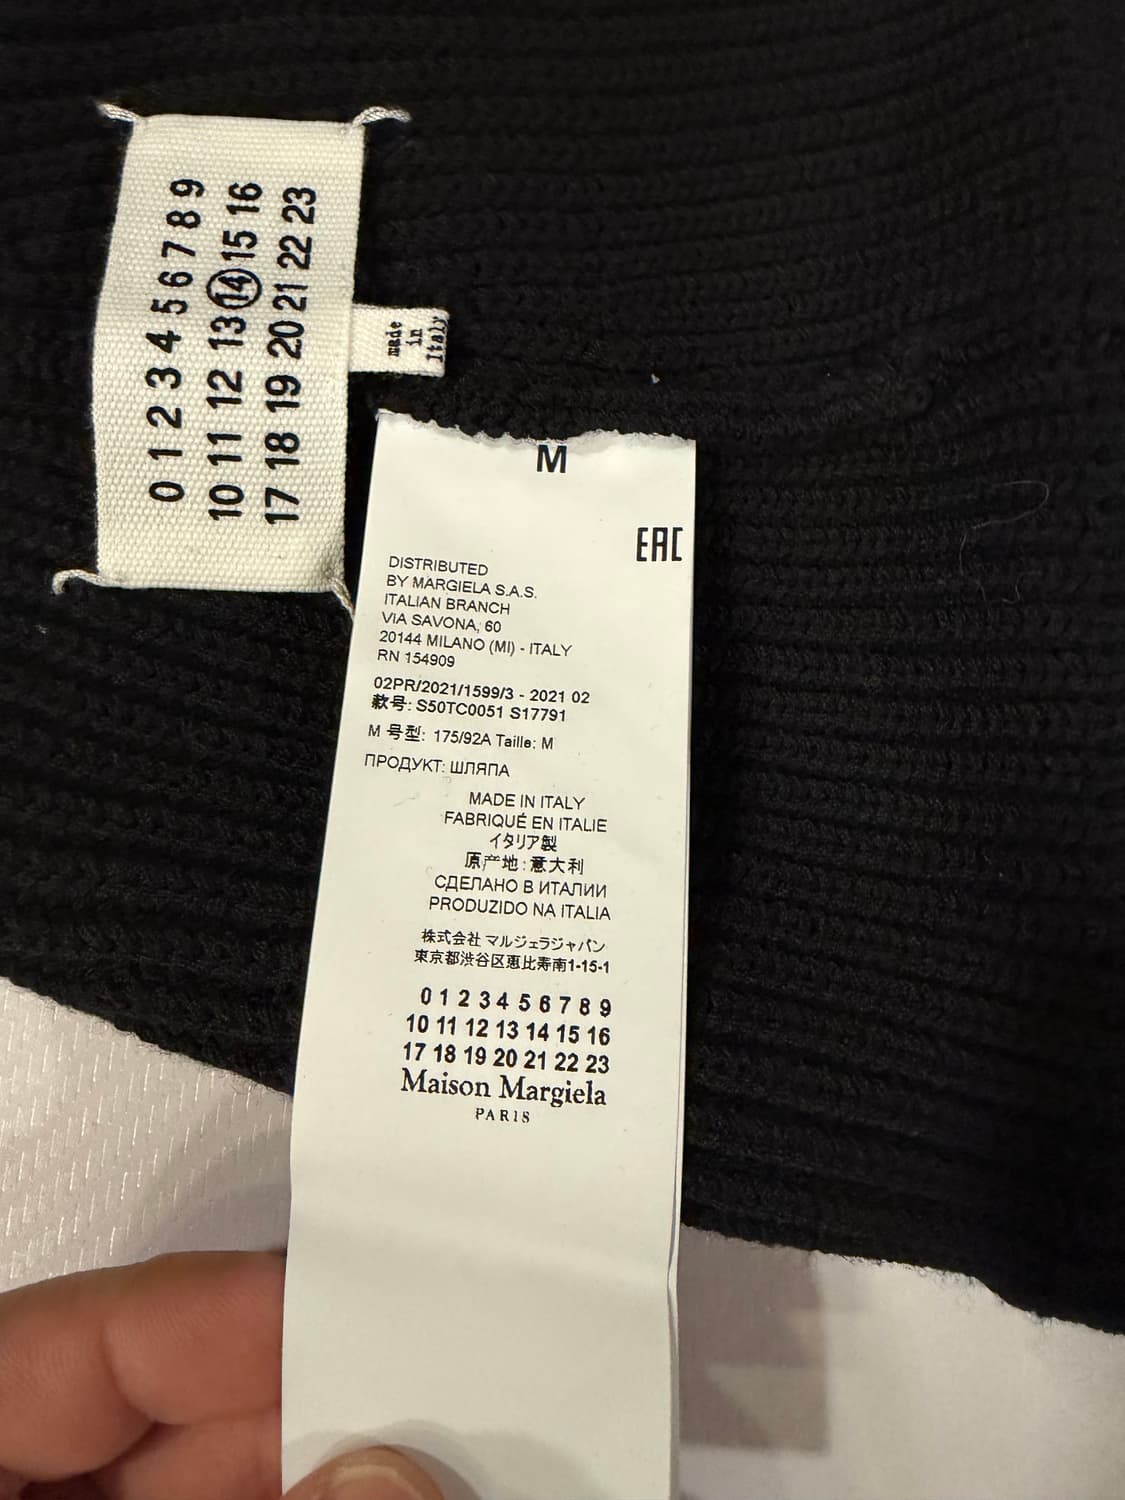 0 1 2 3 4 5 6 7 8 9
10 11 12 13 14 15 16
17 18 19 20 21 22 23
made
in
Italy
M
EAC
DISTRIBUTED
BY MARGIELA S.A.S.
ITALIAN BRANCH
VIA SAVONA, 60
20144 MILANO (MI) - ITALY
RN 154909
02PR/2021/1599/3 - 2021 02
款号: S50TC0051 S17791
M 号型: 175/92A Taille: M
ПРОДУКТ: ШЛЯПА
MADE IN ITALY
FABRIQUÉ EN ITALIE
イタリア製
原产地: 意大利
СДЕЛАНО В ИТАЛИИ
PRODUZIDO NA ITALIA
株式会社 マルジェラジャパン
東京都渋谷区恵比寿南1-15-1
0 1 2 3 4 5 6 7 8 9
10 11 12 13 14 15 16
17 18 19 20 21 22 23
Maison Margiela
PARIS